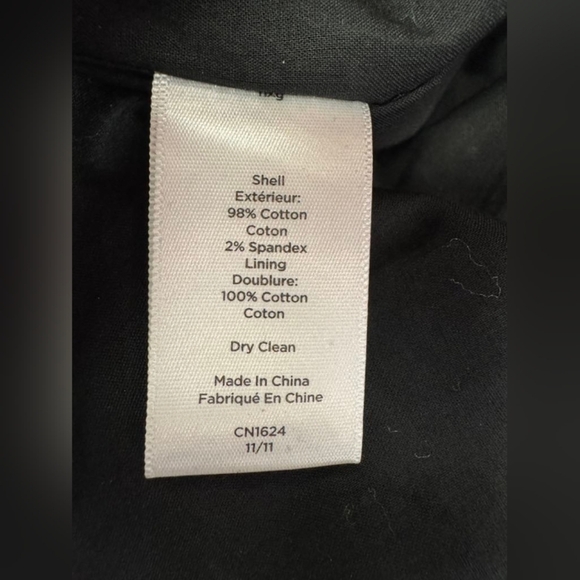 Shell
Extérieur:
98% Cotton
Coton
2% Spandex
Lining
Doublure:
100% Cotton
Coton
Dry Clean
Made In China
Fabriqué En Chine
CN1624
11/11